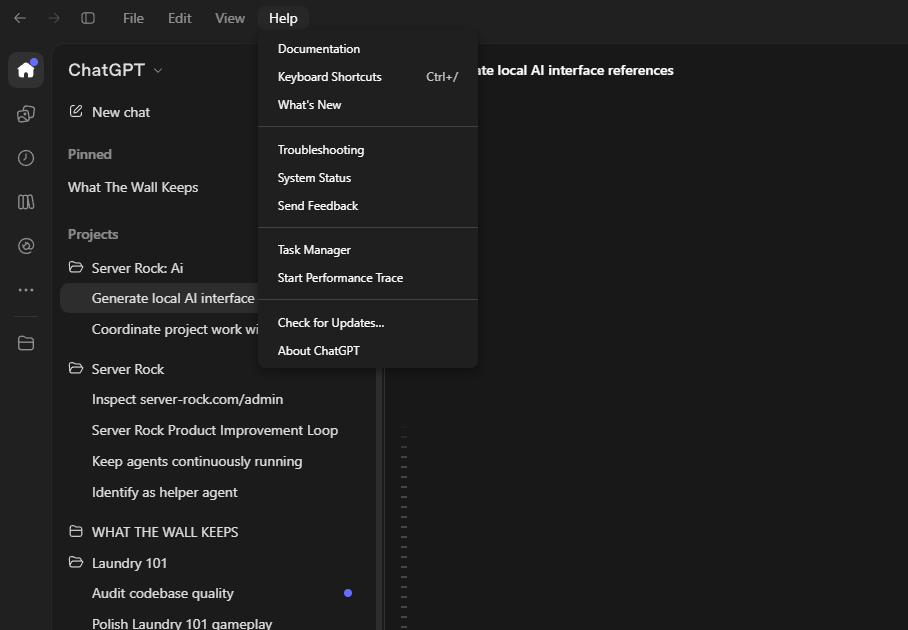 File Edit View Help
ChatGPT
New chat
Pinned
What The Wall Keeps
Projects
Server Rock: Ai
Generate local AI interface
Coordinate project work
Server Rock
Inspect server-rock.com/admin
Server Rock Product Improvement Loop
Keep agents continuously running
Identify as helper agent
WHAT THE WALL KEEPS
Laundry 101
Audit codebase quality
Polish Laundry 101 gameplay
Documentation
Keyboard Shortcuts Ctrl+/
What's New
Troubleshooting
System Status
Send Feedback
Task Manager
Start Performance Trace
Check for Updates...
About ChatGPT
local AI interface references